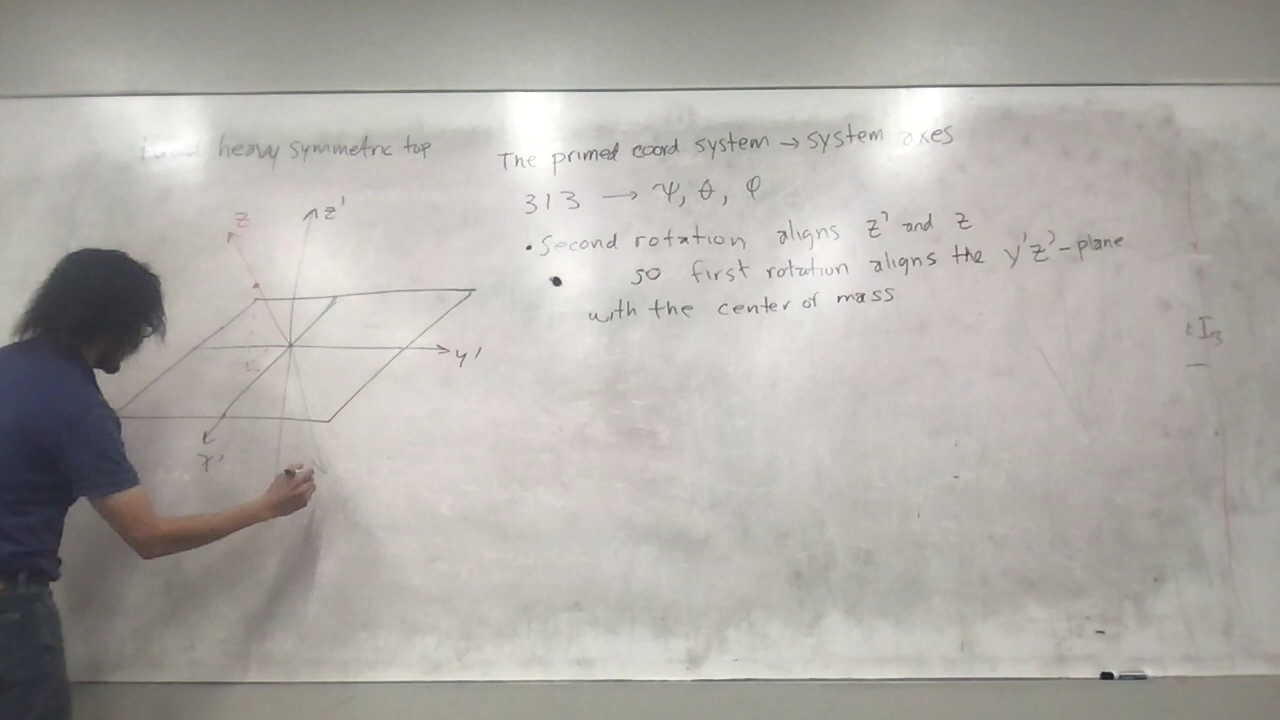 heavy symmetric top
The primed coord system → system axes
313 → ψ, θ, φ
• Second rotation aligns z' and z
• so first rotation aligns the y'z'-plane
with the center of mass
z
z'
y'
x'
I₃